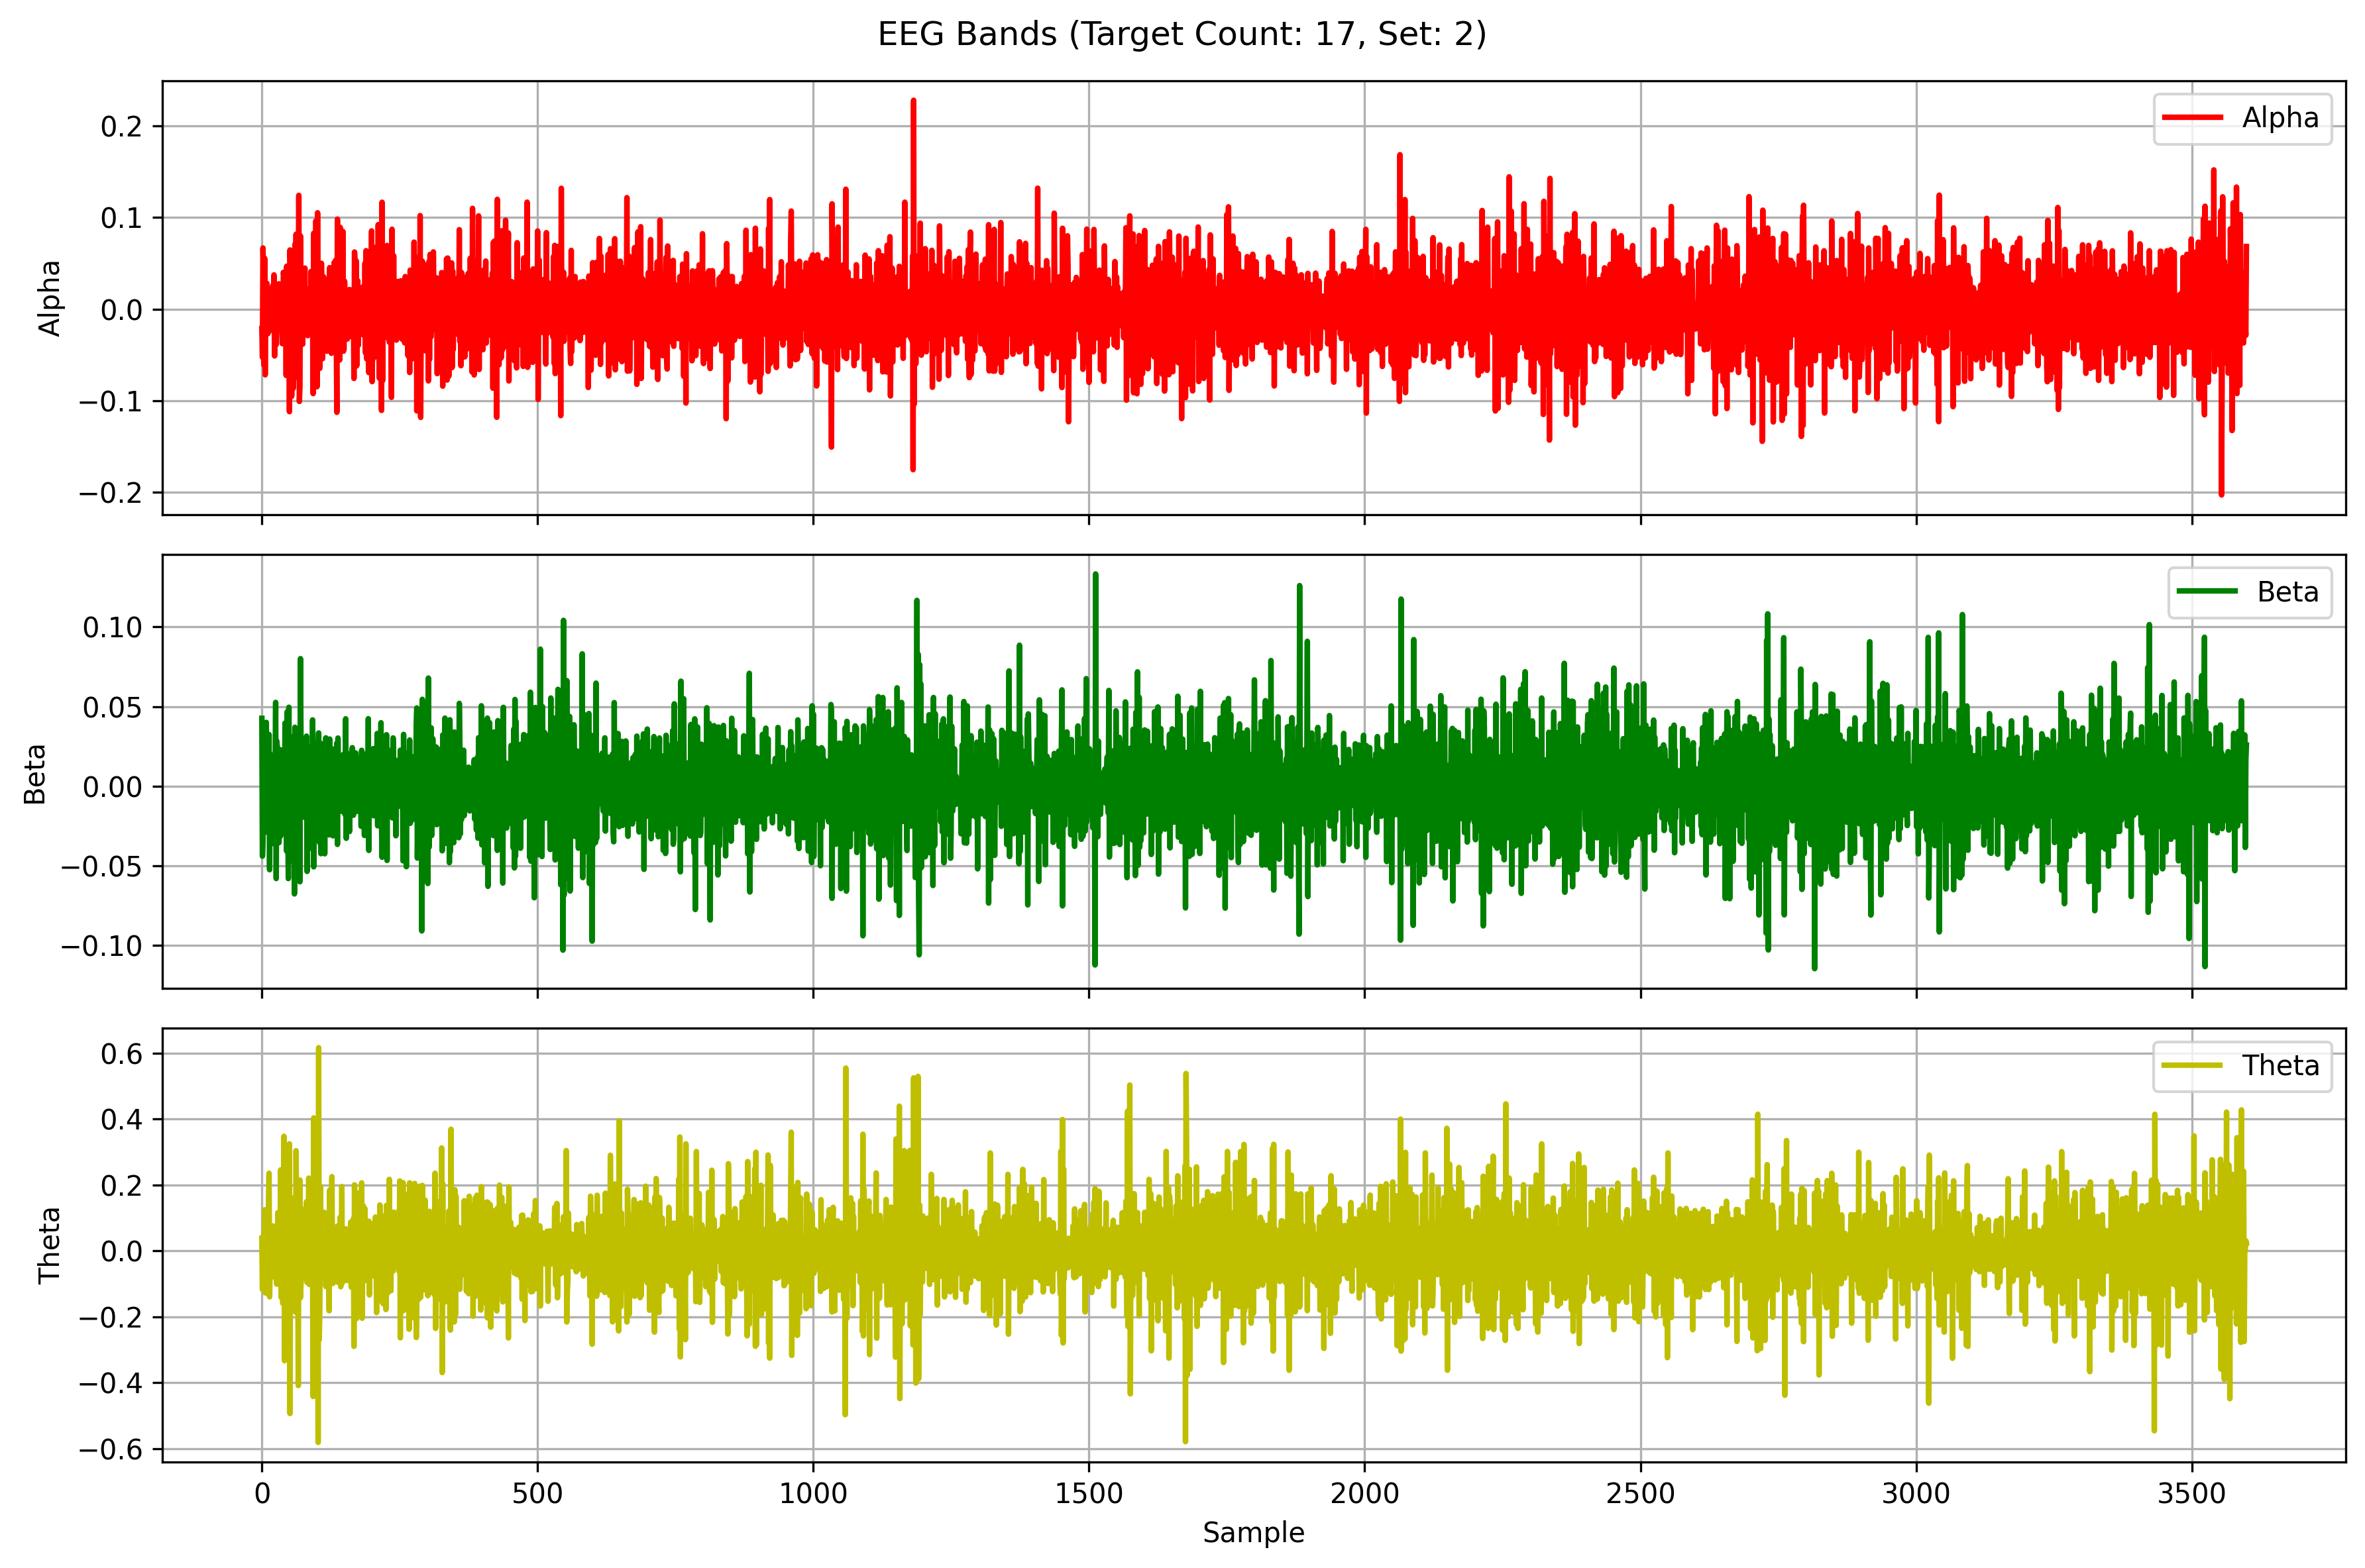 EEG Bands (Target Count: 17, Set: 2)
Alpha
0.2
0.1
0.0
−0.1
−0.2
Alpha
Beta
0.10
0.05
0.00
−0.05
−0.10
Beta
Theta
0.6
0.4
0.2
0.0
−0.2
−0.4
−0.6
Theta
0 500 1000 1500 2000 2500 3000 3500
Sample